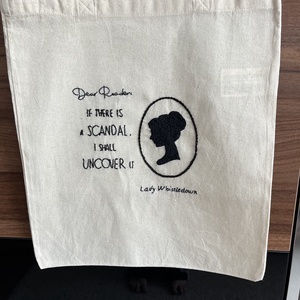 Dear Reader,
IF THERE IS
A SCANDAL,
I SHALL
UNCOVER IT
Lady Whistledown